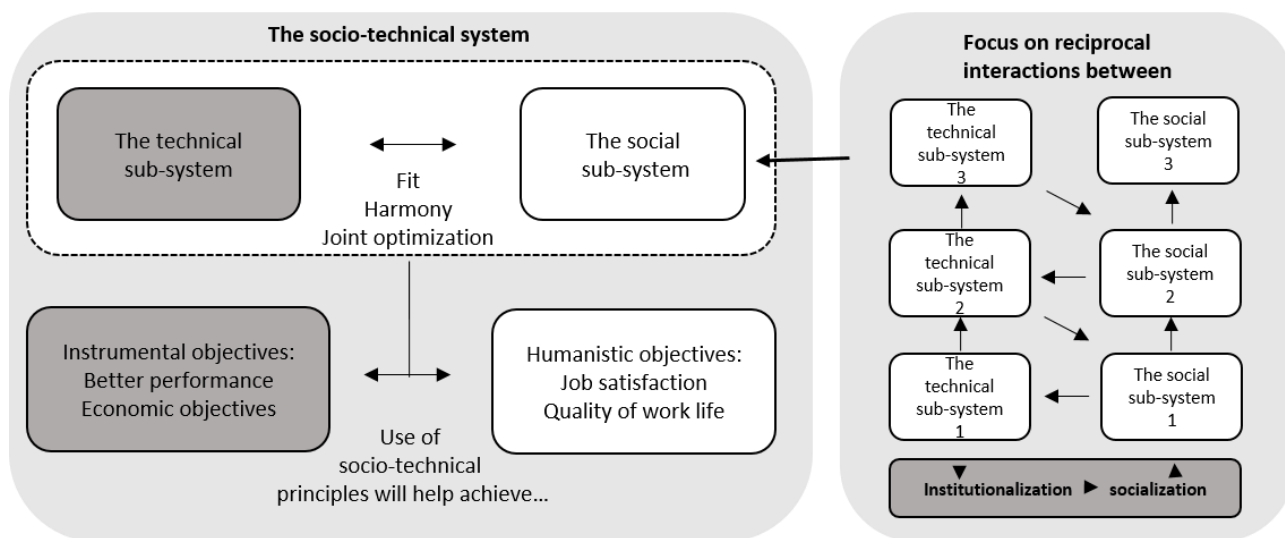 The socio-technical system
The technical
sub-system
Fit
Harmony
Joint optimization
The social
sub-system
Instrumental objectives:
Better performance
Economic objectives
Use of
socio-technical
principles will help achieve...
Humanistic objectives:
Job satisfaction
Quality of work life
Focus on reciprocal
interactions between
The
technical
sub-system
3
The social
sub-system
3
The
technical
sub-system
2
The social
sub-system
2
The
technical
sub-system
1
The social
sub-system
1
Institutionalization
socialization